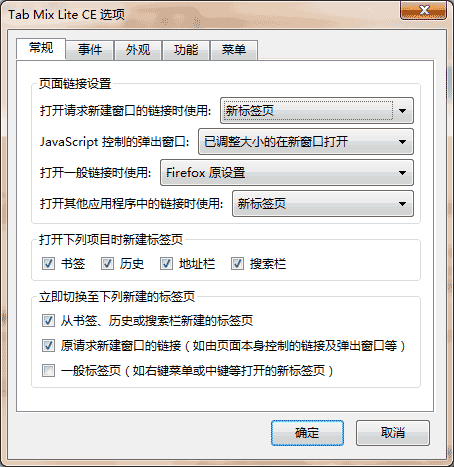 Tab Mix Lite CE 选项
常规 事件 外观 功能 菜单
页面链接设置
打开请求新建窗口的链接时使用: 新标签页
JavaScript 控制的弹出窗口: 已调整大小的在新窗口打开
打开一般链接时使用: Firefox 原设置
打开其他应用程序中的链接时使用: 新标签页
打开下列项目时新建标签页
书签 历史 地址栏 搜索栏
立即切换至下列新建的标签页
从书签、历史或搜索栏新建的标签页
原请求新建窗口的链接（如由页面本身控制的链接及弹出窗口等）
一般标签页（如右键菜单或中键等打开的新标签页）
确定 取消